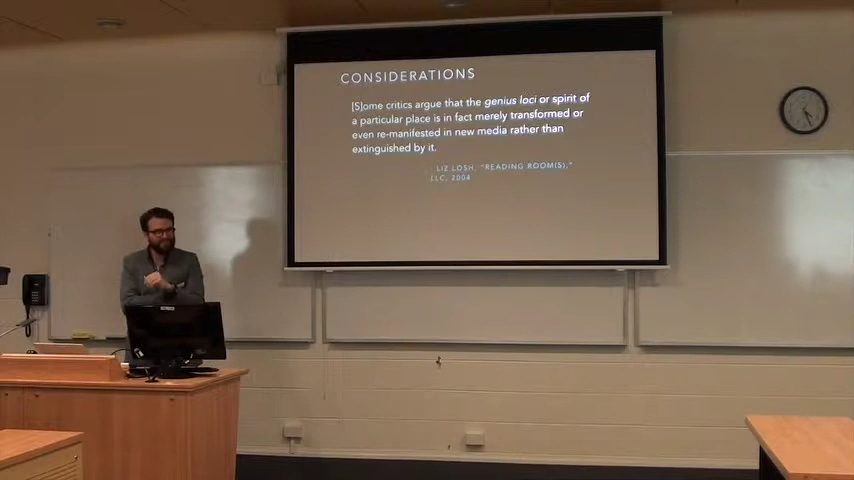 CONSIDERATIONS
[S]ome critics argue that the genius loci or spirit of
a particular place is in fact merely transformed or
even re-manifested in new media rather than
extinguished by it.
LIZ LOSH, "READING ROOM(S),"
LLC, 2004